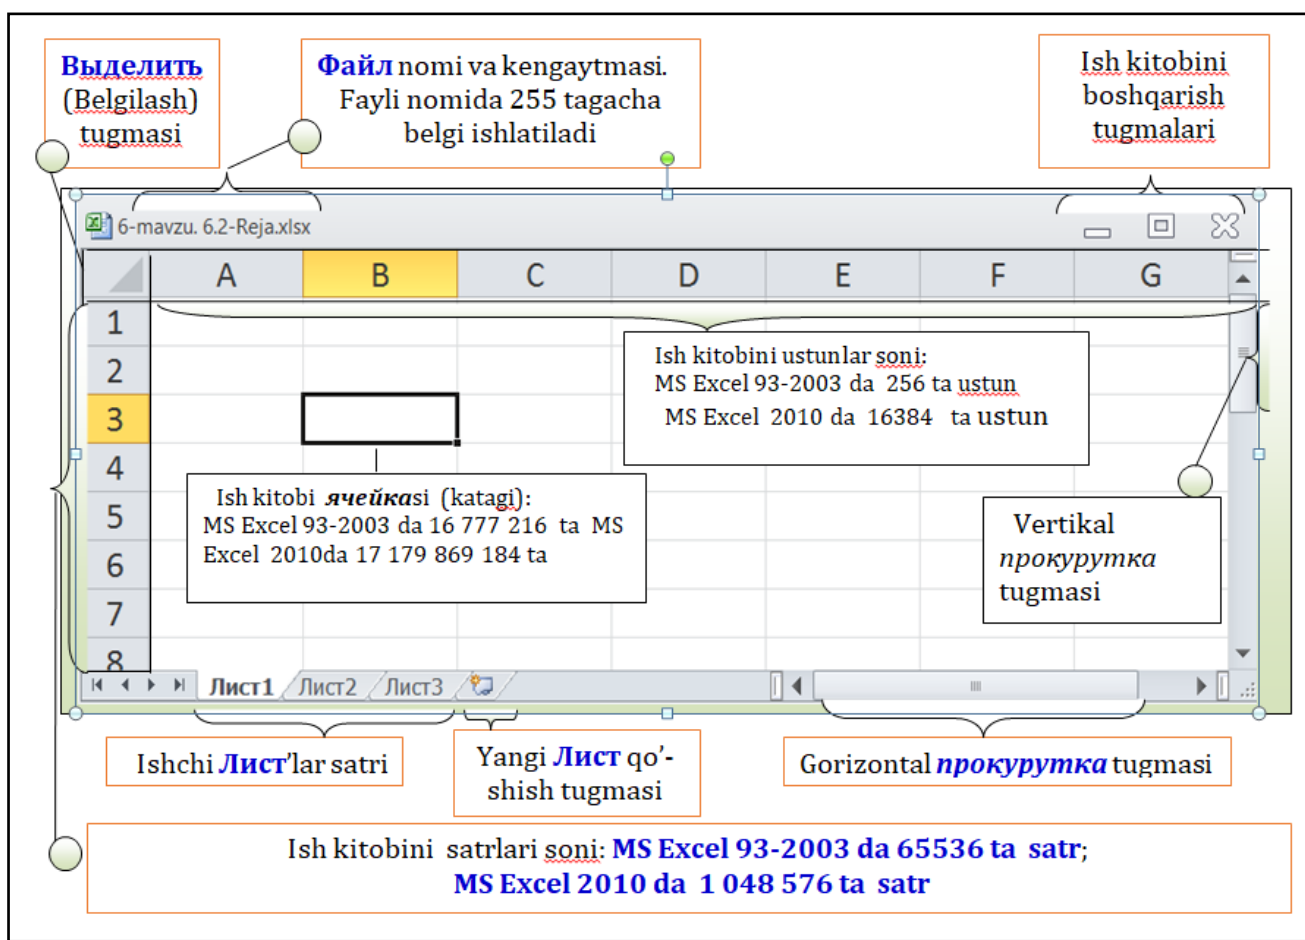 Выделить
(Belgilash)
tugmasi
Файл nomi va kengaytmasi.
Fayli nomida 255 tagacha
belgi ishlatiladi
Ish kitobini
boshqarish
tugmalari
6-mavzu. 6.2-Reja.xlsx
A B C D E F G
1
2
3
4
5
6
7
8
Ish kitobini ustunlar soni:
MS Excel 93-2003 da 256 ta ustun
MS Excel 2010 da 16384 ta ustun
Ish kitobi ячейкаsi (katagi):
MS Excel 93-2003 da 16 777 216 ta MS
Excel 2010da 17 179 869 184 ta
Vertikal
прокурутка
tugmasi
Лист1 Лист2 Лист3
Ishchi Лист’lar satri
Yangi Лист qo’-
shish tugmasi
Gorizontal прокурутка tugmasi
Ish kitobini satrlari soni: MS Excel 93-2003 da 65536 ta satr;
MS Excel 2010 da 1 048 576 ta satr